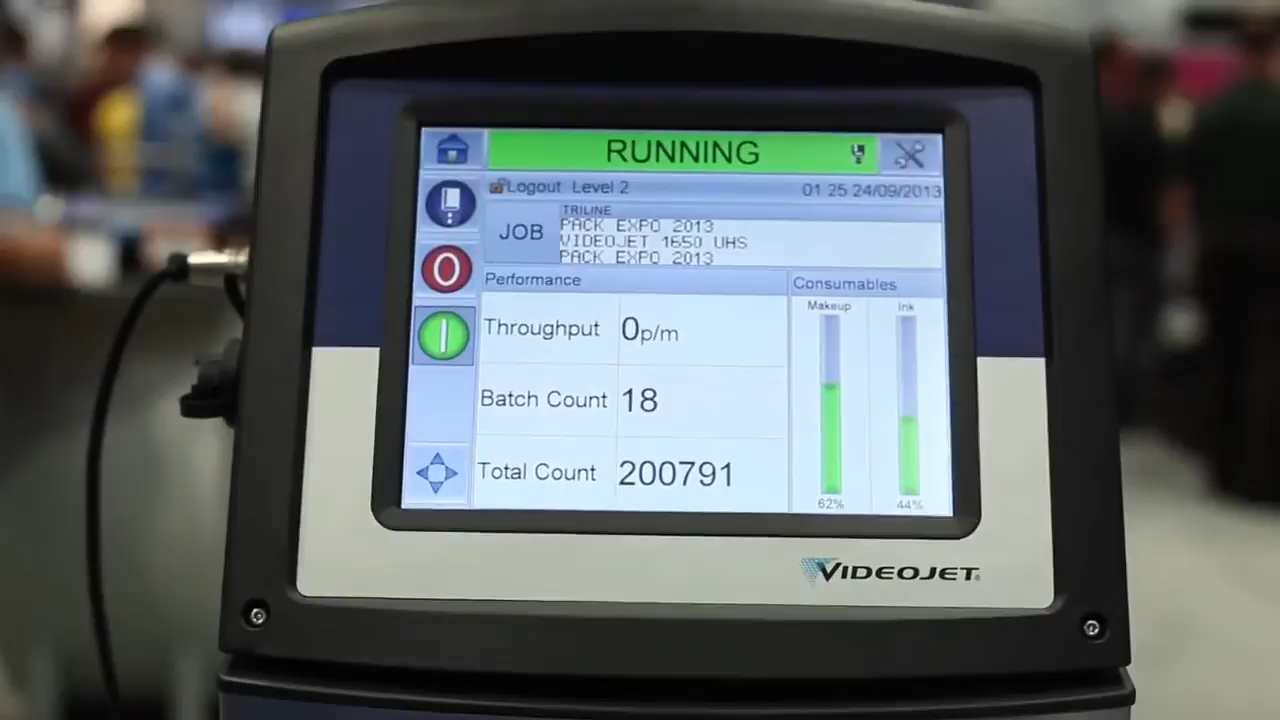 RUNNING
Logout Level 2 01 25 24/09/2013
TRILINE
JOB
PACK EXPO 2013
VIDEOJET 1650 UHS
PACK EXPO 2013
Performance
Consumables
Makeup Ink
Throughput 0p/m
Batch Count 18
Total Count 200791
62% 44%
VIDEOJET